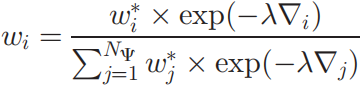 w_i = \frac{w_i^* \times \exp(-\lambda \nabla_i)}{\sum_{j=1}^{N_\Psi} w_j^* \times \exp(-\lambda \nabla_j)}